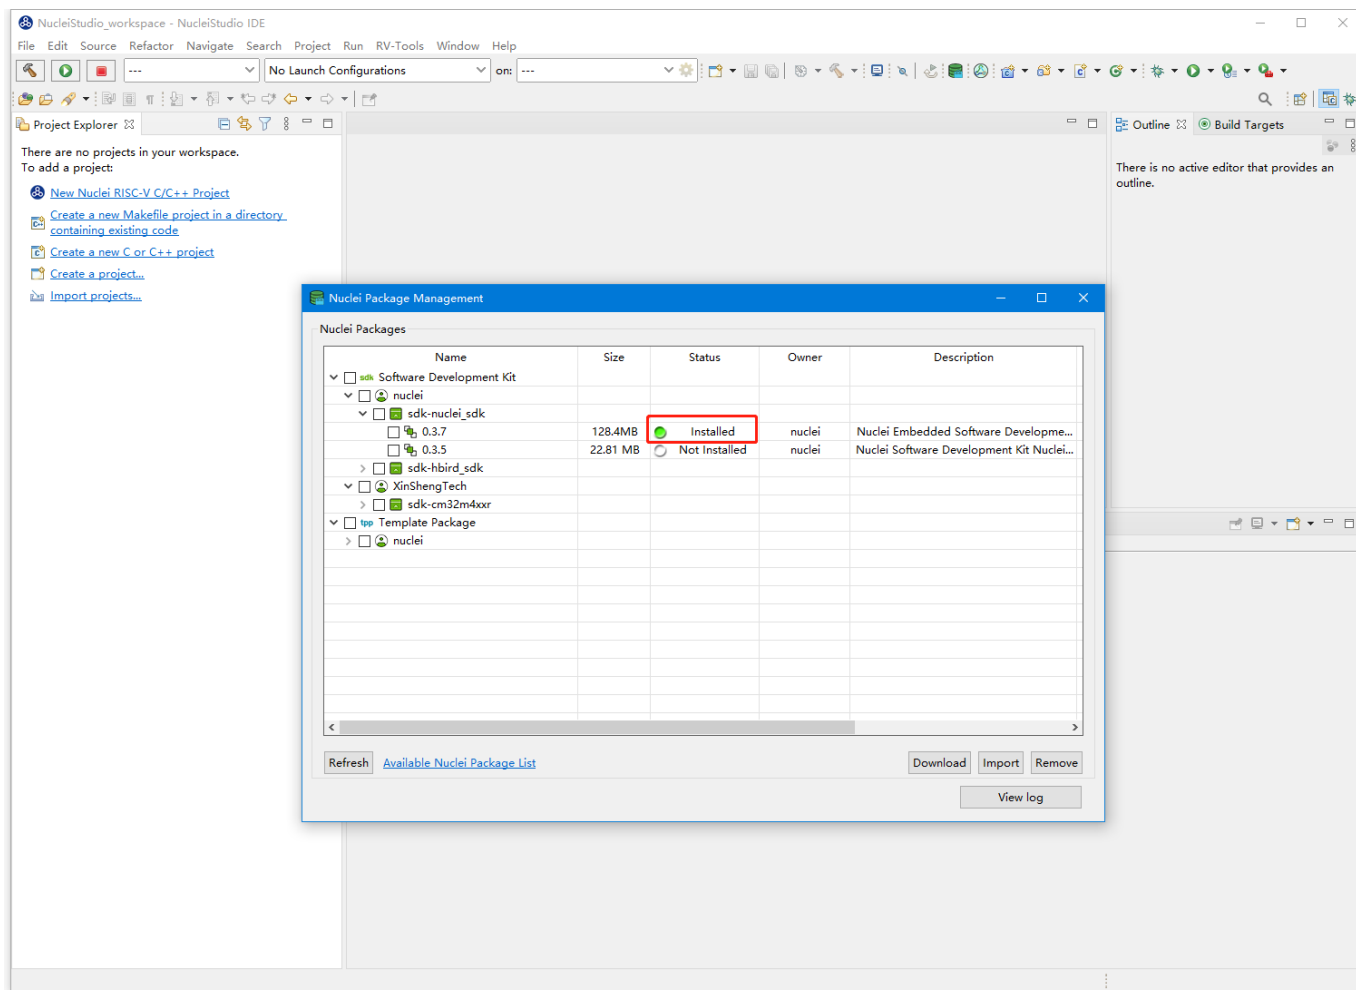 NucleiStudio_workspace - NucleiStudio IDE
File Edit Source Refactor Navigate Search Project Run RV-Tools Window Help
--- No Launch Configurations on: ---
Project Explorer
Outline Build Targets
There are no projects in your workspace.
To add a project:
New Nuclei RISC-V C/C++ Project
Create a new Makefile project in a directory
containing existing code
Create a new C or C++ project
Create a project...
Import projects...
There is no active editor that provides an
outline.
Nuclei Package Management
Nuclei Packages
Name Size Status Owner Description
sdk Software Development Kit
nuclei
sdk-nuclei_sdk
0.3.7 128.4MB Installed nuclei Nuclei Embedded Software Developme...
0.3.5 22.81 MB Not Installed nuclei Nuclei Software Development Kit Nuclei...
sdk-hbird_sdk
XinShengTech
sdk-cm32m4xxr
tpp Template Package
nuclei
Refresh Available Nuclei Package List Download Import Remove
View log